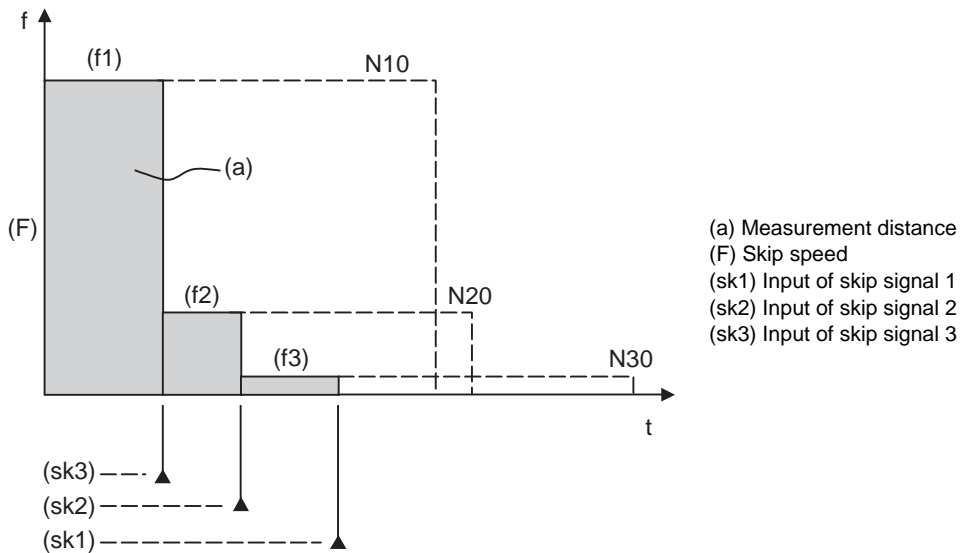 f
(f1)
N10
(a)
(F)
(f2)
N20
(f3)
N30
t
(sk3)
(sk2)
(sk1)
(a) Measurement distance
(F) Skip speed
(sk1) Input of skip signal 1
(sk2) Input of skip signal 2
(sk3) Input of skip signal 3